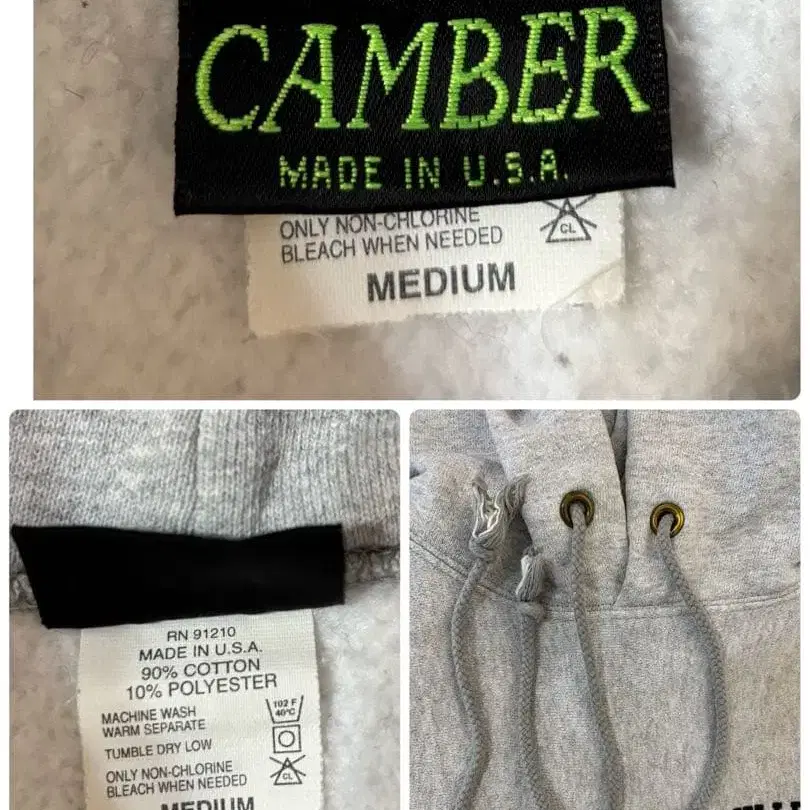 CAMBER
MADE IN U.S.A.
ONLY NON-CHLORINE
BLEACH WHEN NEEDED
CL
MEDIUM
RN 91210
MADE IN U.S.A.
90% COTTON
10% POLYESTER
MACHINE WASH
WARM SEPARATE
102 F
40°C
TUMBLE DRY LOW
ONLY NON-CHLORINE
BLEACH WHEN NEEDED
CL
MEDIUM